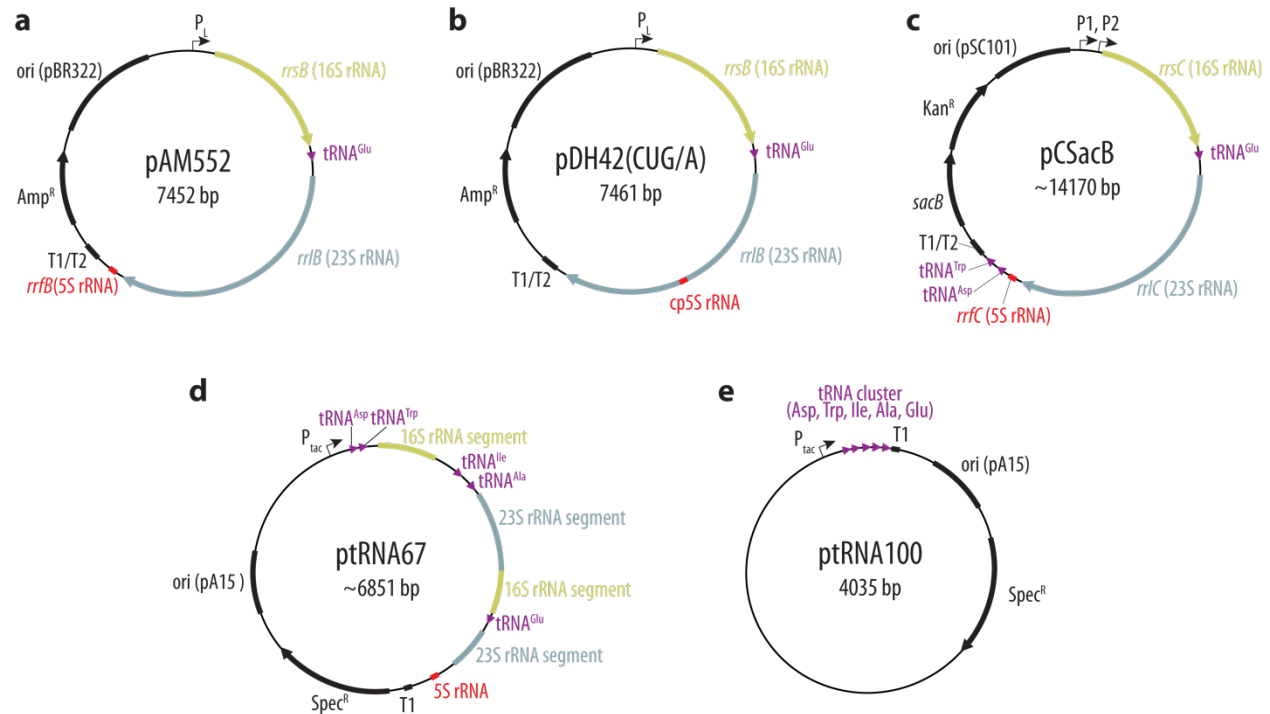 a
P_L
ori (pBR322)
rrsB (16S rRNA)
tRNA^Glu
pAM552
7452 bp
Amp^R
T1/T2
rrfB(5S rRNA)
rrlB (23S rRNA)
b
P_L
ori (pBR322)
rrsB (16S rRNA)
tRNA^Glu
pDH42(CUG/A)
7461 bp
Amp^R
T1/T2
cp5S rRNA
rrlB (23S rRNA)
c
P1, P2
ori (pSC101)
rrsC (16S rRNA)
Kan^R
tRNA^Glu
pCSacB
~14170 bp
sacB
T1/T2
tRNA^Trp
tRNA^Asp
rrfC (5S rRNA)
rrlC (23S rRNA)
d
tRNA^Asp tRNA^Trp
P_tac
16S rRNA segment
tRNA^Ile
tRNA^Ala
23S rRNA segment
ptRNA67
~6851 bp
ori (pA15 )
16S rRNA segment
tRNA^Glu
23S rRNA segment
5S rRNA
T1
Spec^R
e
tRNA cluster
(Asp, Trp, Ile, Ala, Glu)
P_tac
T1
ori (pA15)
ptRNA100
4035 bp
Spec^R